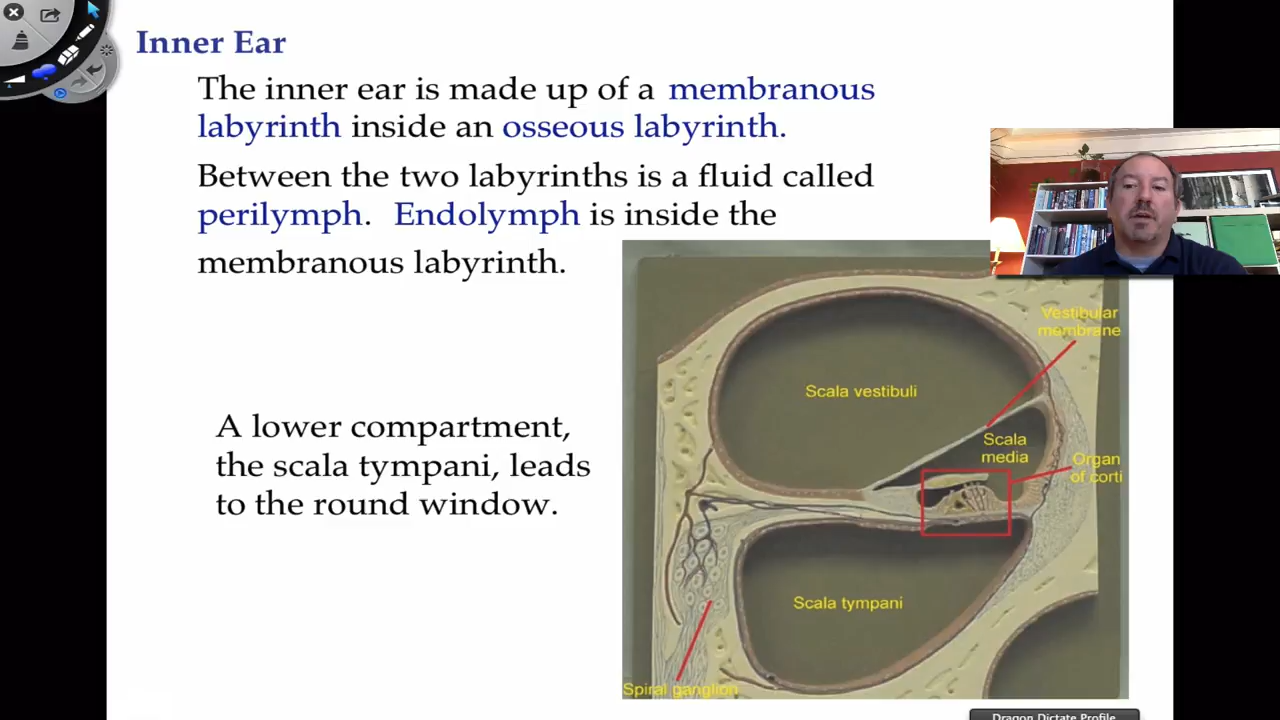 Inner Ear
The inner ear is made up of a membranous
labyrinth inside an osseous labyrinth.
Between the two labyrinths is a fluid called
perilymph. Endolymph is inside the
membranous labyrinth.
A lower compartment,
the scala tympani, leads
to the round window.
Vestibular
membrane
Scala vestibuli
Scala
media
Organ
of corti
Scala tympani
Spiral ganglion
Dragon Dictate Profile